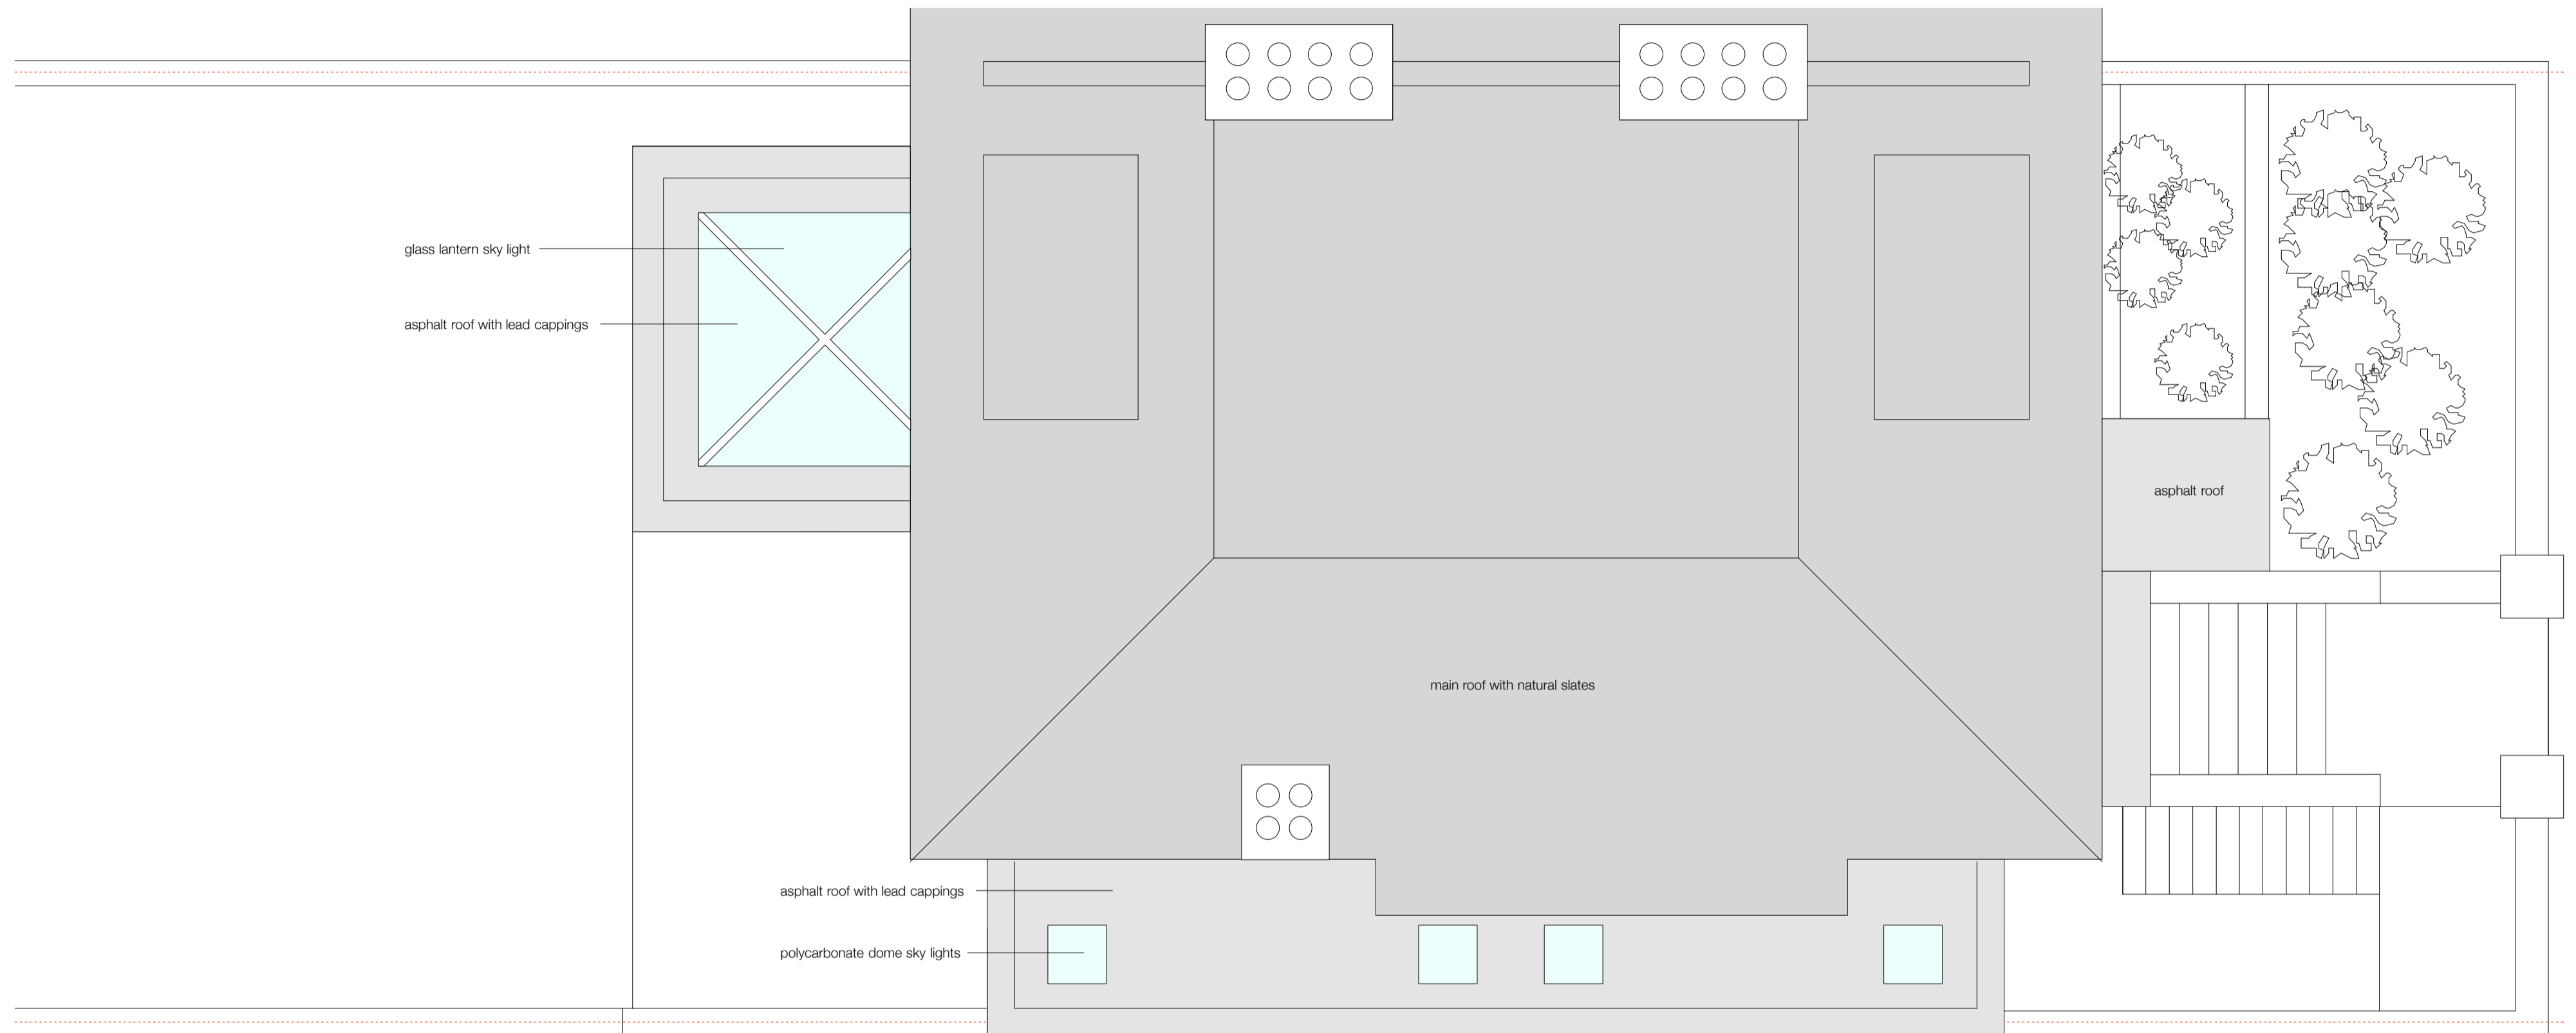 glass lantern sky light
asphalt roof with lead cappings
asphalt roof
main roof with natural slates
asphalt roof with lead cappings
polycarbonate dome sky lights